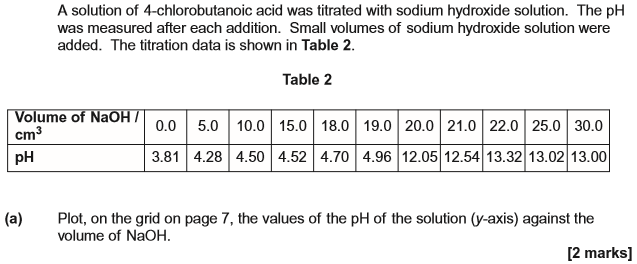 A solution of 4-chlorobutanoic acid was titrated with sodium hydroxide solution. The pH
was measured after each addition. Small volumes of sodium hydroxide solution were
added. The titration data is shown in Table 2.
Table 2
Volume of NaOH / cm³ 0.0 5.0 10.0 15.0 18.0 19.0 20.0 21.0 22.0 25.0 30.0
pH 3.81 4.28 4.50 4.52 4.70 4.96 12.05 12.54 13.32 13.02 13.00
(a) Plot, on the grid on page 7, the values of the pH of the solution (y-axis) against the
volume of NaOH.
[2 marks]